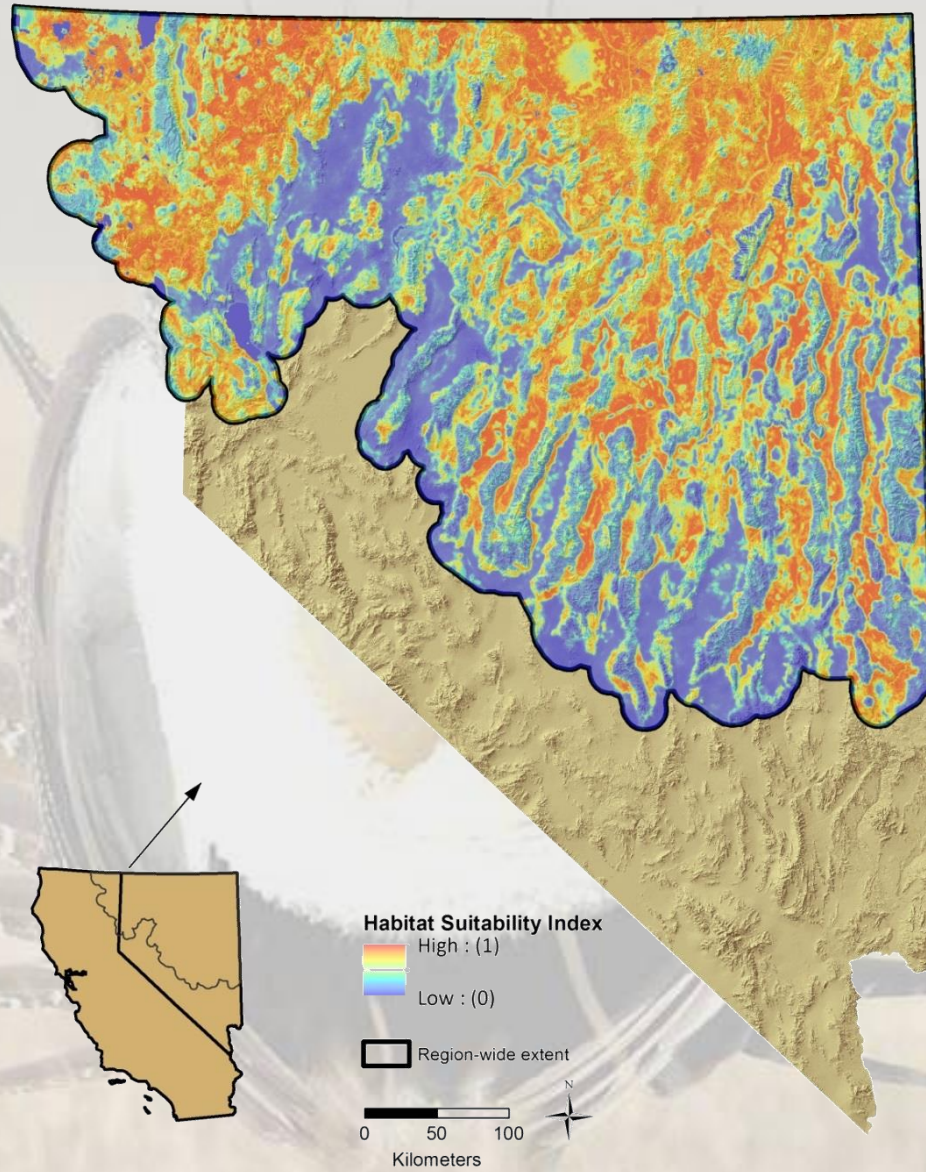 Habitat Suitability Index
High : (1)
Low : (0)
Region-wide extent
N
0 50 100
Kilometers